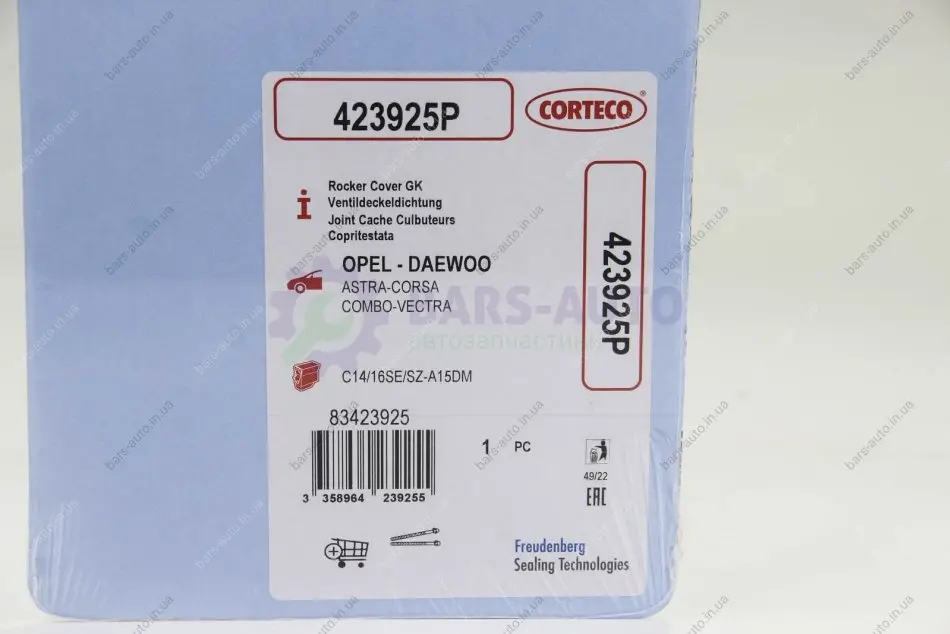 423925P
CORTECO®
Rocker Cover GK
Ventildeckeldichtung
Joint Cache Culbuteurs
Copritestata
OPEL - DAEWOO
ASTRA-CORSA
COMBO-VECTRA
BARS-AUTO
автозапчастини
C14/16SE/SZ-A15DM
423925P
83423925
1 PC
3 358964 239255
49/22
EAC
Freudenberg
Sealing Technologies
bars-auto.in.ua